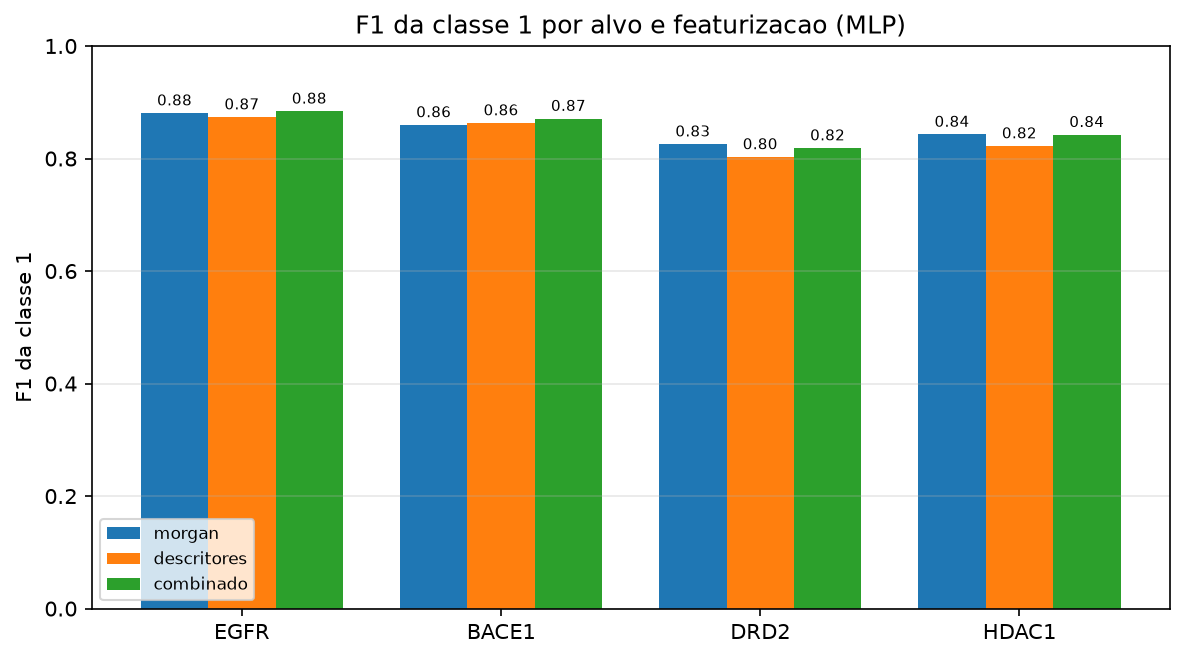 F1 da classe 1 por alvo e featurizacao (MLP)
F1 da classe 1
1.0
0.8
0.6
0.4
0.2
0.0
0.88 0.87 0.88
0.86 0.86 0.87
0.83 0.80 0.82
0.84 0.82 0.84
morgan
descritores
combinado
EGFR BACE1 DRD2 HDAC1